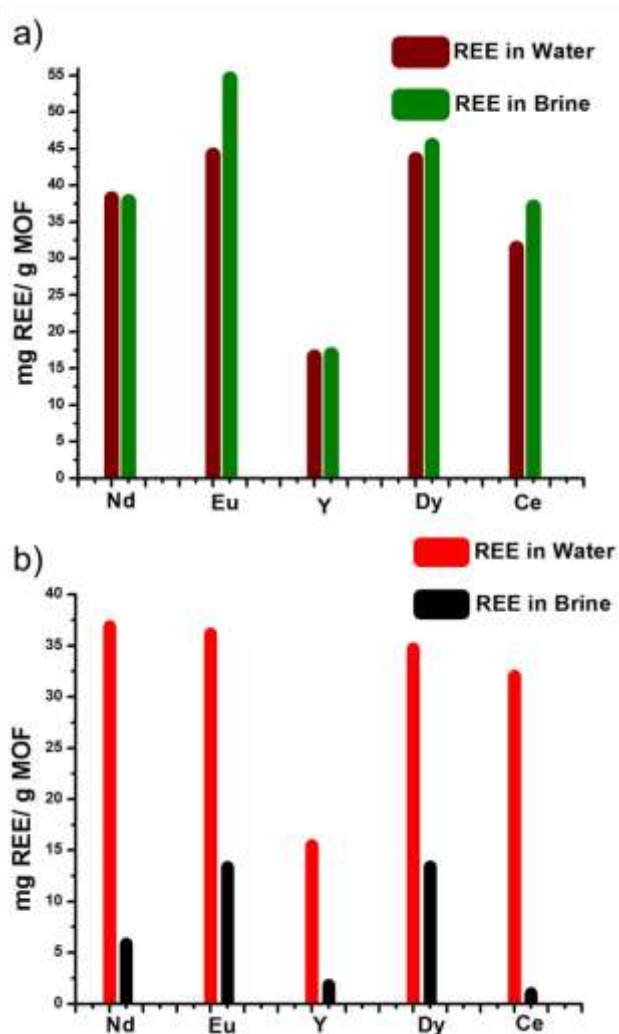 a)
REE in Water
REE in Brine
mg REE/ g MOF
55
50
45
40
35
30
25
20
15
10
5
0
Nd Eu Y Dy Ce
b)
REE in Water
REE in Brine
mg REE/ g MOF
40
35
30
25
20
15
10
5
0
Nd Eu Y Dy Ce